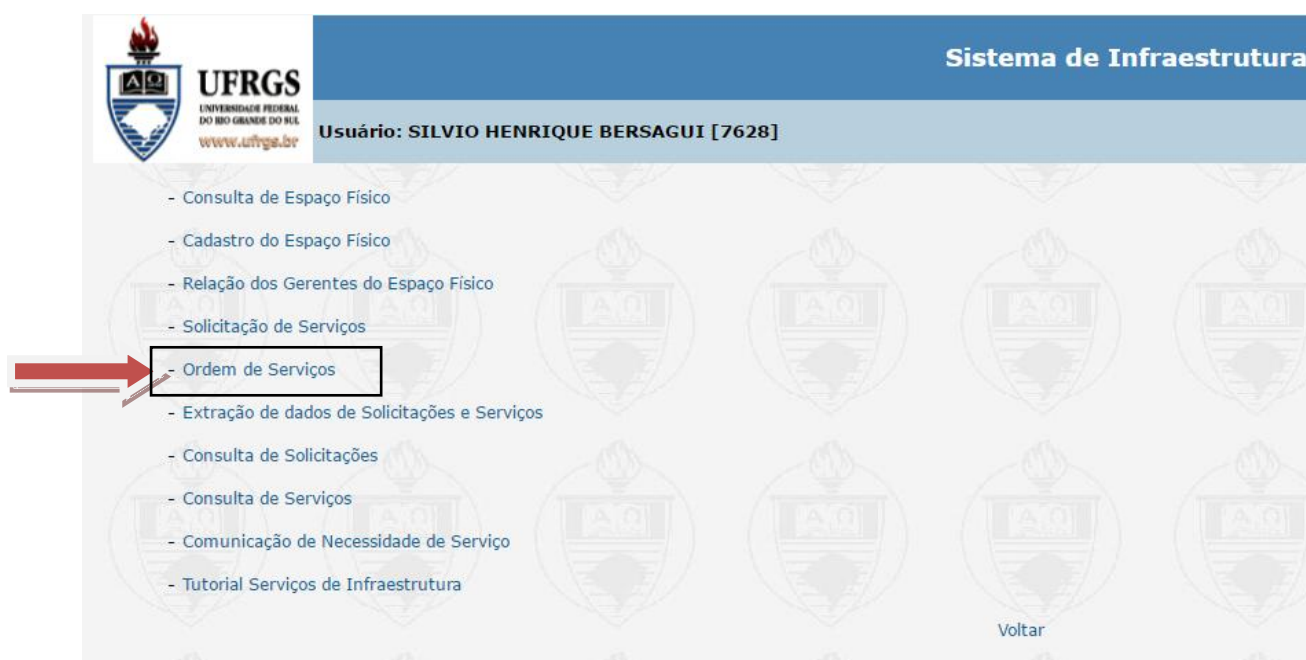 Sistema de Infraestrutura
UFRGS
UNIVERSIDADE FEDERAL
DO RIO GRANDE DO SUL
www.ufrgs.br
Usuário: SILVIO HENRIQUE BERSAGUI [7628]
- Consulta de Espaço Físico
- Cadastro do Espaço Físico
- Relação dos Gerentes do Espaço Físico
- Solicitação de Serviços
- Ordem de Serviços
- Extração de dados de Solicitações e Serviços
- Consulta de Solicitações
- Consulta de Serviços
- Comunicação de Necessidade de Serviço
- Tutorial Serviços de Infraestrutura
Voltar